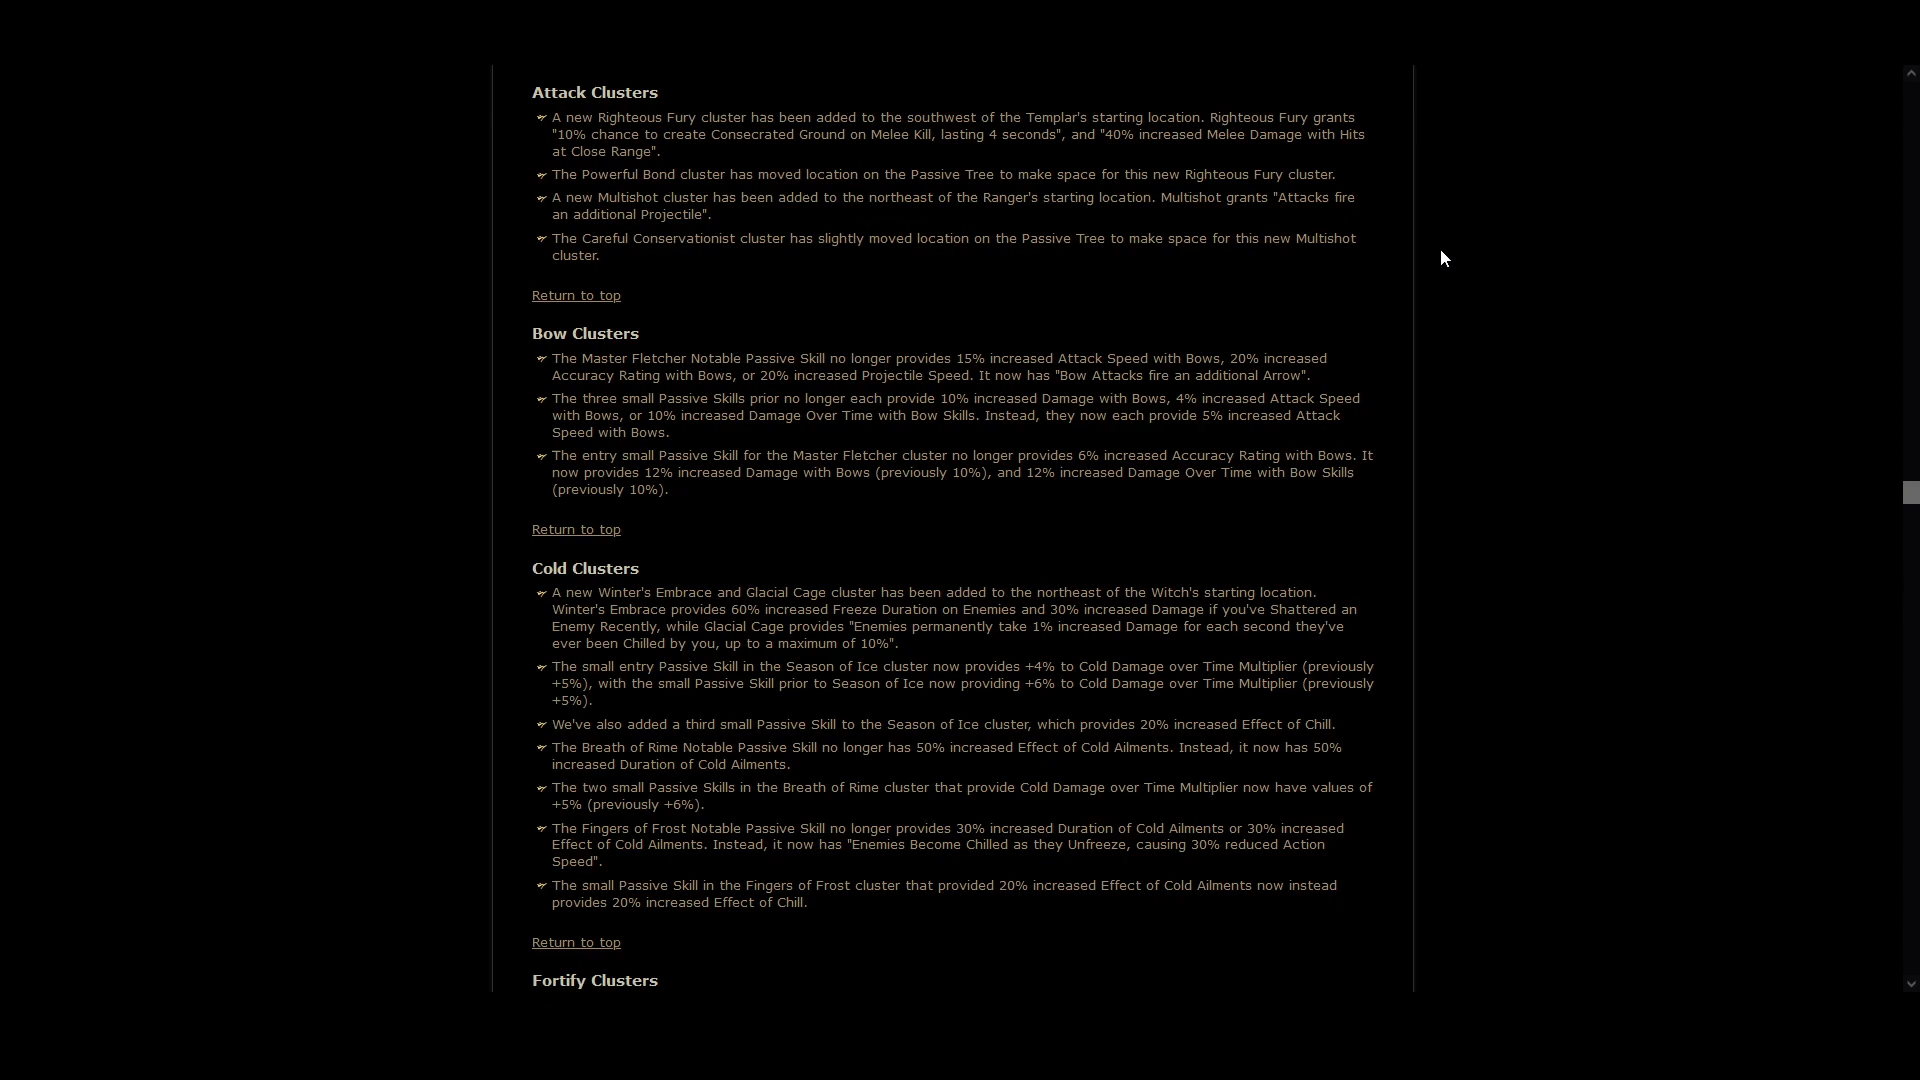 Attack Clusters
A new Righteous Fury cluster has been added to the southwest of the Templar's starting location. Righteous Fury grants
"10% chance to create Consecrated Ground on Melee Kill, lasting 4 seconds", and "40% increased Melee Damage with Hits
at Close Range".
The Powerful Bond cluster has moved location on the Passive Tree to make space for this new Righteous Fury cluster.
A new Multishot cluster has been added to the northeast of the Ranger's starting location. Multishot grants "Attacks fire
an additional Projectile".
The Careful Conservationist cluster has slightly moved location on the Passive Tree to make space for this new Multishot
cluster.
Return to top
Bow Clusters
The Master Fletcher Notable Passive Skill no longer provides 15% increased Attack Speed with Bows, 20% increased
Accuracy Rating with Bows, or 20% increased Projectile Speed. It now has "Bow Attacks fire an additional Arrow".
The three small Passive Skills prior no longer each provide 10% increased Damage with Bows, 4% increased Attack Speed
with Bows, or 10% increased Damage Over Time with Bow Skills. Instead, they now each provide 5% increased Attack
Speed with Bows.
The entry small Passive Skill for the Master Fletcher cluster no longer provides 6% increased Accuracy Rating with Bows. It
now provides 12% increased Damage with Bows (previously 10%), and 12% increased Damage Over Time with Bow Skills
(previously 10%).
Return to top
Cold Clusters
A new Winter's Embrace and Glacial Cage cluster has been added to the northeast of the Witch's starting location.
Winter's Embrace provides 60% increased Freeze Duration on Enemies and 30% increased Damage if you've Shattered an
Enemy Recently, while Glacial Cage provides "Enemies permanently take 1% increased Damage for each second they've
ever been Chilled by you, up to a maximum of 10%".
The small entry Passive Skill in the Season of Ice cluster now provides +4% to Cold Damage over Time Multiplier (previously
+5%), with the small Passive Skill prior to Season of Ice now providing +6% to Cold Damage over Time Multiplier (previously
+5%).
We've also added a third small Passive Skill to the Season of Ice cluster, which provides 20% increased Effect of Chill.
The Breath of Rime Notable Passive Skill no longer has 50% increased Effect of Cold Ailments. Instead, it now has 50%
increased Duration of Cold Ailments.
The two small Passive Skills in the Breath of Rime cluster that provide Cold Damage over Time Multiplier now have values of
+5% (previously +6%).
The Fingers of Frost Notable Passive Skill no longer provides 30% increased Duration of Cold Ailments or 30% increased
Effect of Cold Ailments. Instead, it now has "Enemies Become Chilled as they Unfreeze, causing 30% reduced Action
Speed".
The small Passive Skill in the Fingers of Frost cluster that provided 20% increased Effect of Cold Ailments now instead
provides 20% increased Effect of Chill.
Return to top
Fortify Clusters